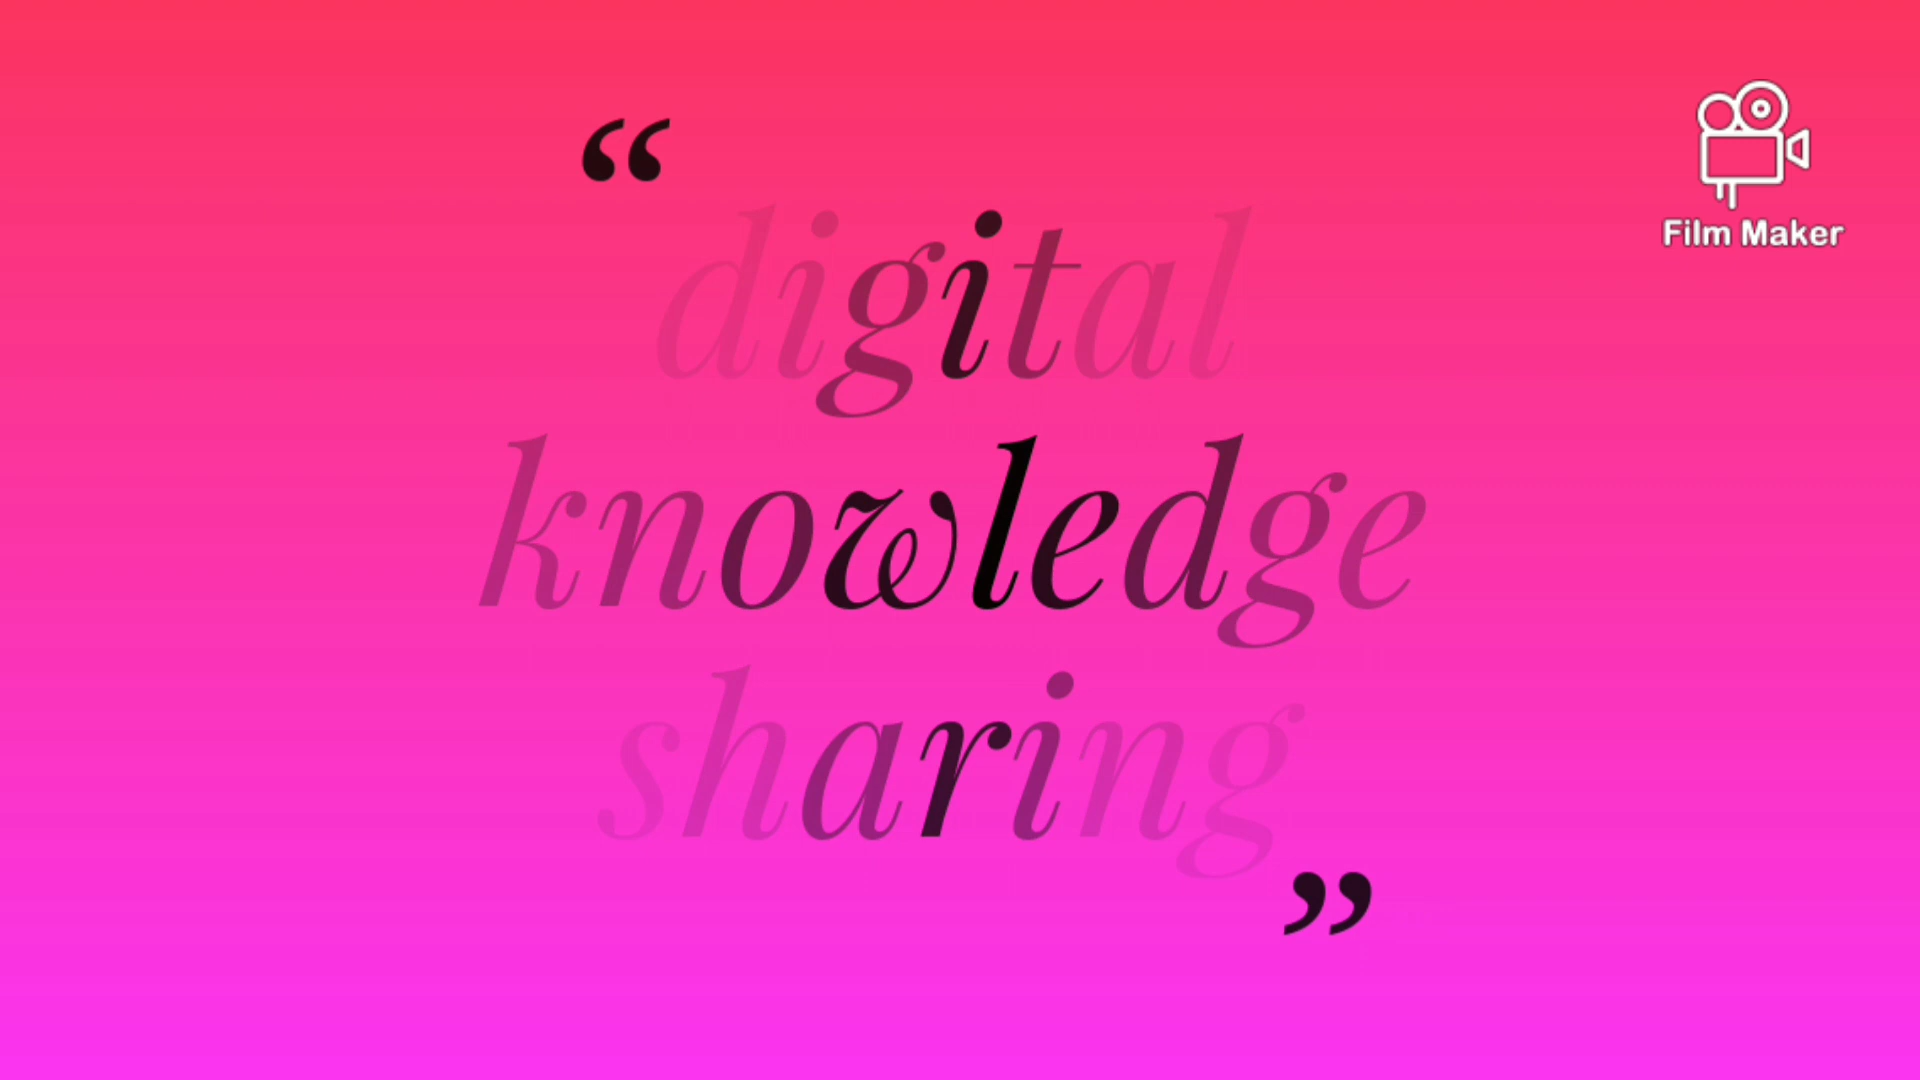 “
digital
knowledge
sharing
”
Film Maker